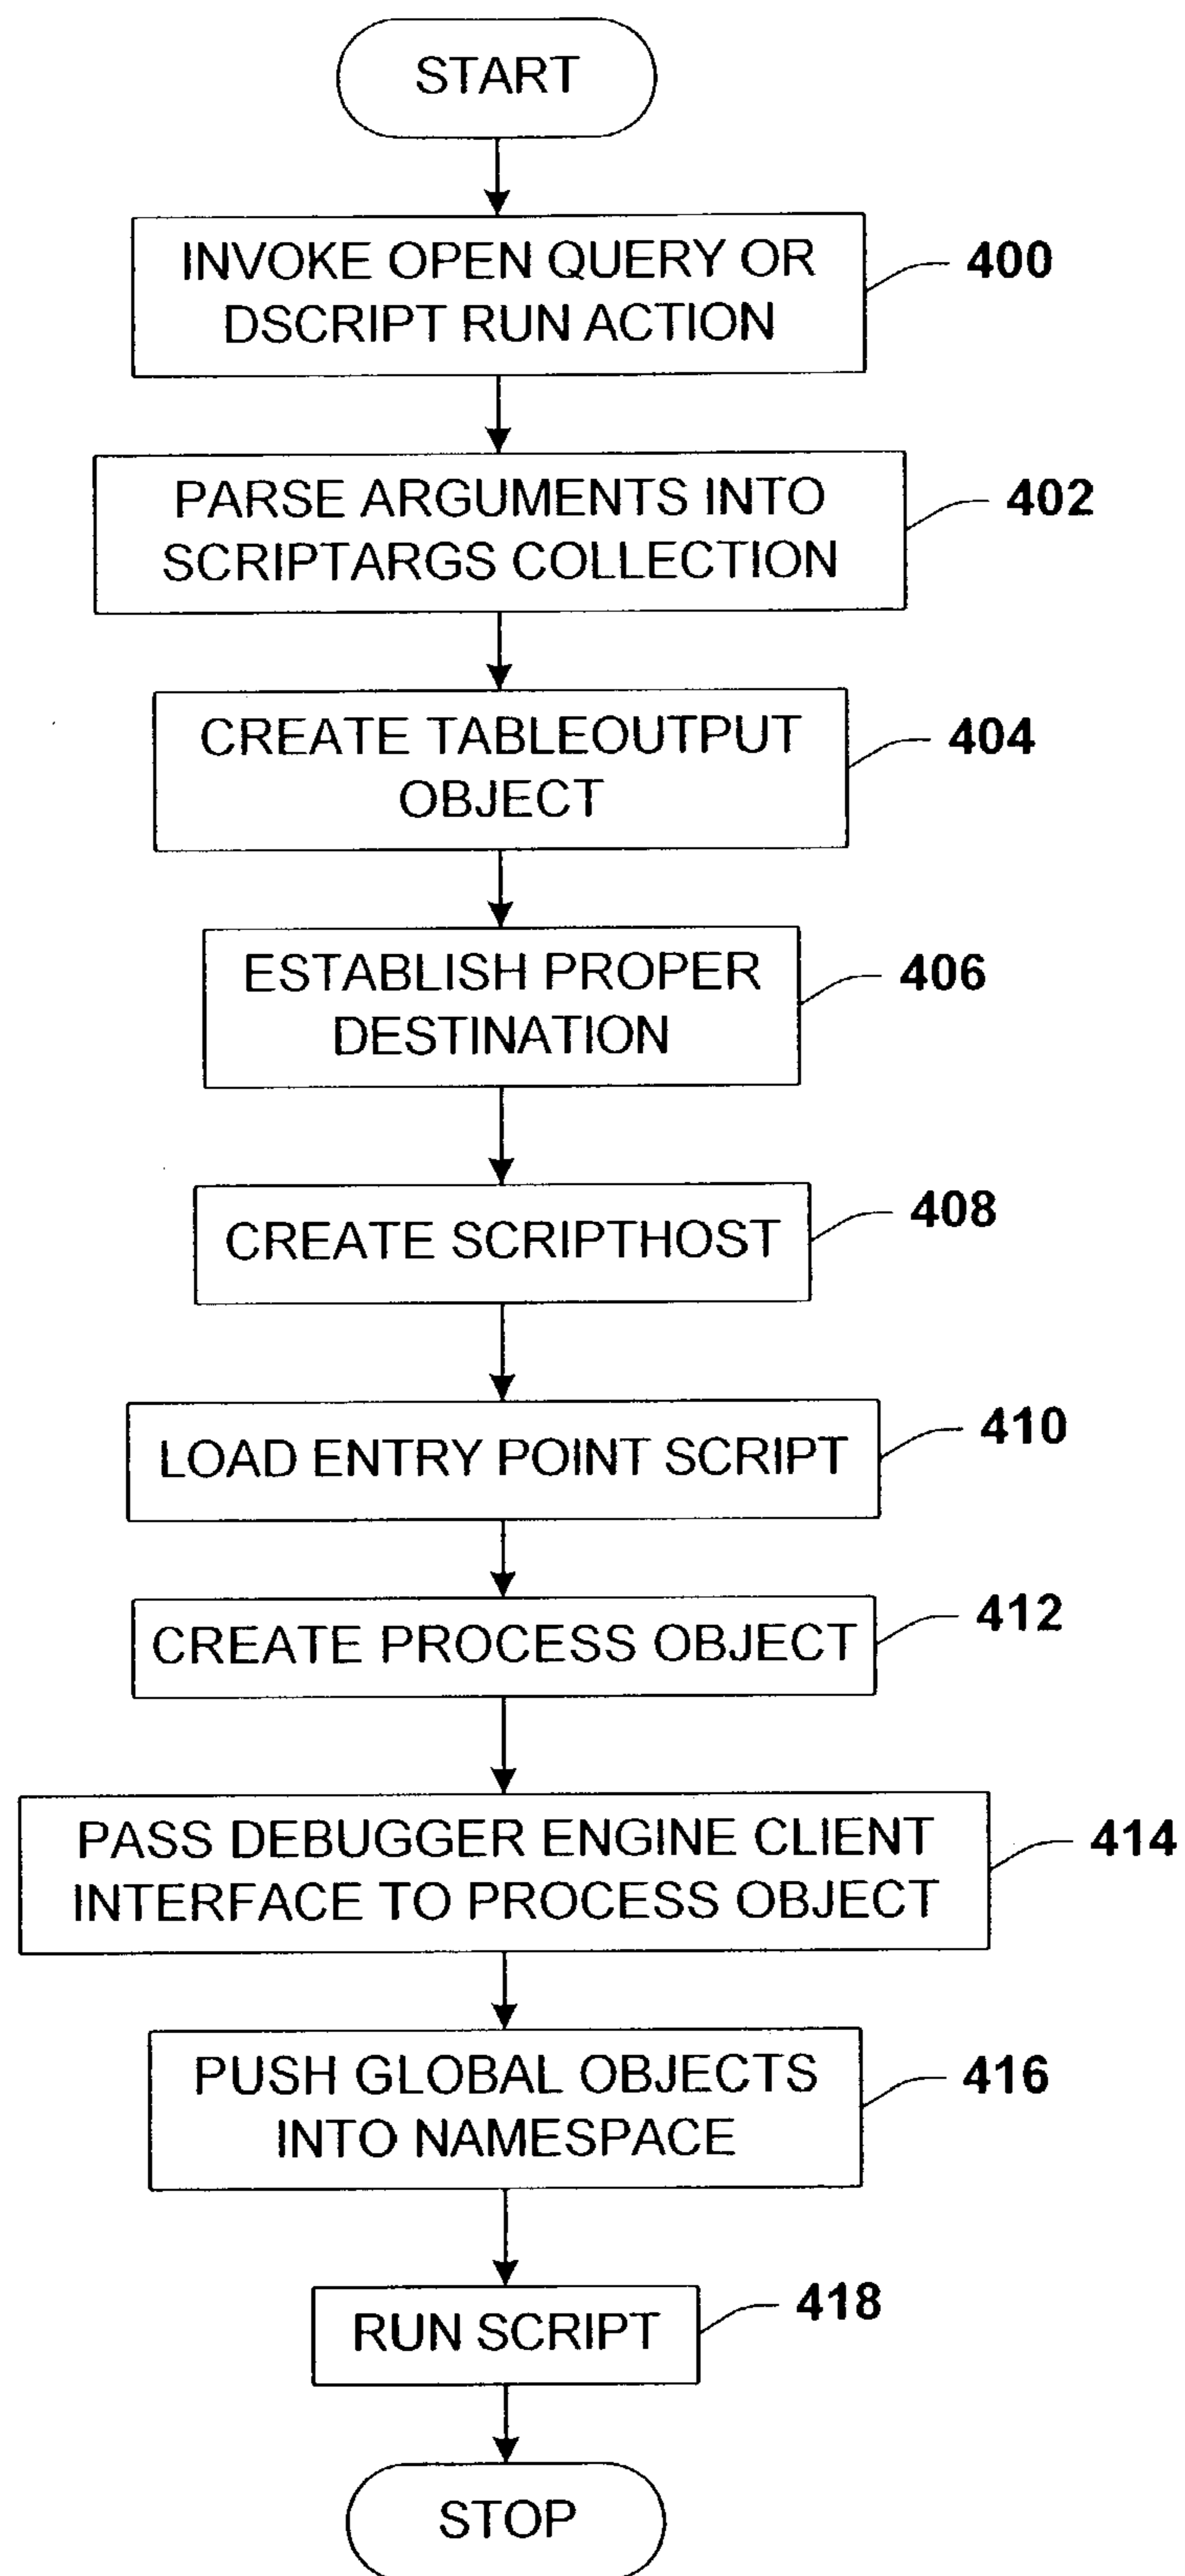 START
INVOKE OPEN QUERY OR
DSCRIPT RUN ACTION
400
PARSE ARGUMENTS INTO
SCRIPTARGS COLLECTION
402
CREATE TABLEOUTPUT
OBJECT
404
ESTABLISH PROPER
DESTINATION
406
CREATE SCRIPTHOST
408
LOAD ENTRY POINT SCRIPT
410
CREATE PROCESS OBJECT
412
PASS DEBUGGER ENGINE CLIENT
INTERFACE TO PROCESS OBJECT
414
PUSH GLOBAL OBJECTS
INTO NAMESPACE
416
RUN SCRIPT
418
STOP